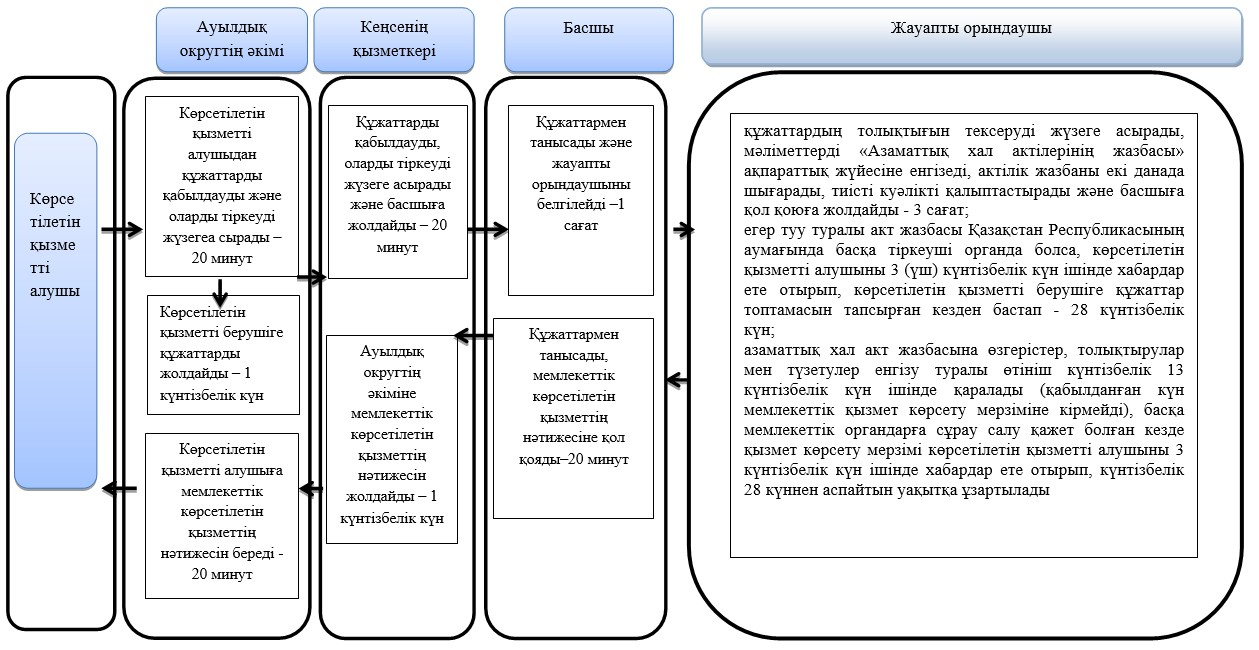 Ауылдық
округтің әкімі
Кеңсенің
қызметкері
Басшы
Жауапты орындаушы
Көрсе
тілетін
қызме
тті
алушы
Көрсетілетін
қызметті
алушыдан
құжаттарды
қабылдауды және
оларды тіркеуді
жүзегеа сырады –
20 минут
Көрсетілетін
қызметті берушіге
құжаттарды
жолдайды – 1
күнтізбелік күн
Көрсетілетін
қызметті алушыға
мемлекеттік
көрсетілетін
қызметтің
нәтижесін береді -
20 минут
Құжаттарды
қабылдауды,
оларды тіркеуді
жүзеге асырады
және басшыға
жолдайды – 20
минут
Ауылдық
округтің
әкіміне
мемлекеттік
көрсетілетін
қызметтің
нәтижесін
жолдайды – 1
күнтізбелік күн
Құжаттармен
танысады және
жауапты
орындаушыны
белгілейді –1
сағат
Құжаттармен
танысады,
мемлекеттік
көрсетілетін
қызметтің
нәтижесіне қол
қояды–20 минут
құжаттардың толықтығын тексеруді жүзеге асырады,
мәліметтерді «Азаматтық хал актілерінің жазбасы»
ақпараттық жүйесіне енгізеді, актілік жазбаны екі данада
шығарады, тиісті куәлікті қалыптастырады және басшыға
қол қоюға жолдайды - 3 сағат;
егер туу туралы акт жазбасы Қазақстан Республикасының
аумағында басқа тіркеуші органда болса, көрсетілетін
қызметті алушыны 3 (үш) күнтізбелік күн ішінде хабардар
ете отырып, көрсетілетін қызметті берушіге құжаттар
топтамасын тапсырған кезден бастап - 28 күнтізбелік
күн;
азаматтық хал акт жазбасына өзгерістер, толықтырулар
мен түзетулер енгізу туралы өтініш күнтізбелік 13
күнтізбелік күн ішінде қаралады (қабылданған күн
мемлекеттік қызмет көрсету мерзіміне кірмейді), басқа
мемлекеттік органдарға сұрау салу қажет болған кезде
қызмет көрсету мерзімі көрсетілетін қызметті алушыны 3
күнтізбелік күн ішінде хабардар ете отырып, күнтізбелік
28 күннен аспайтын уақытқа ұзартылады